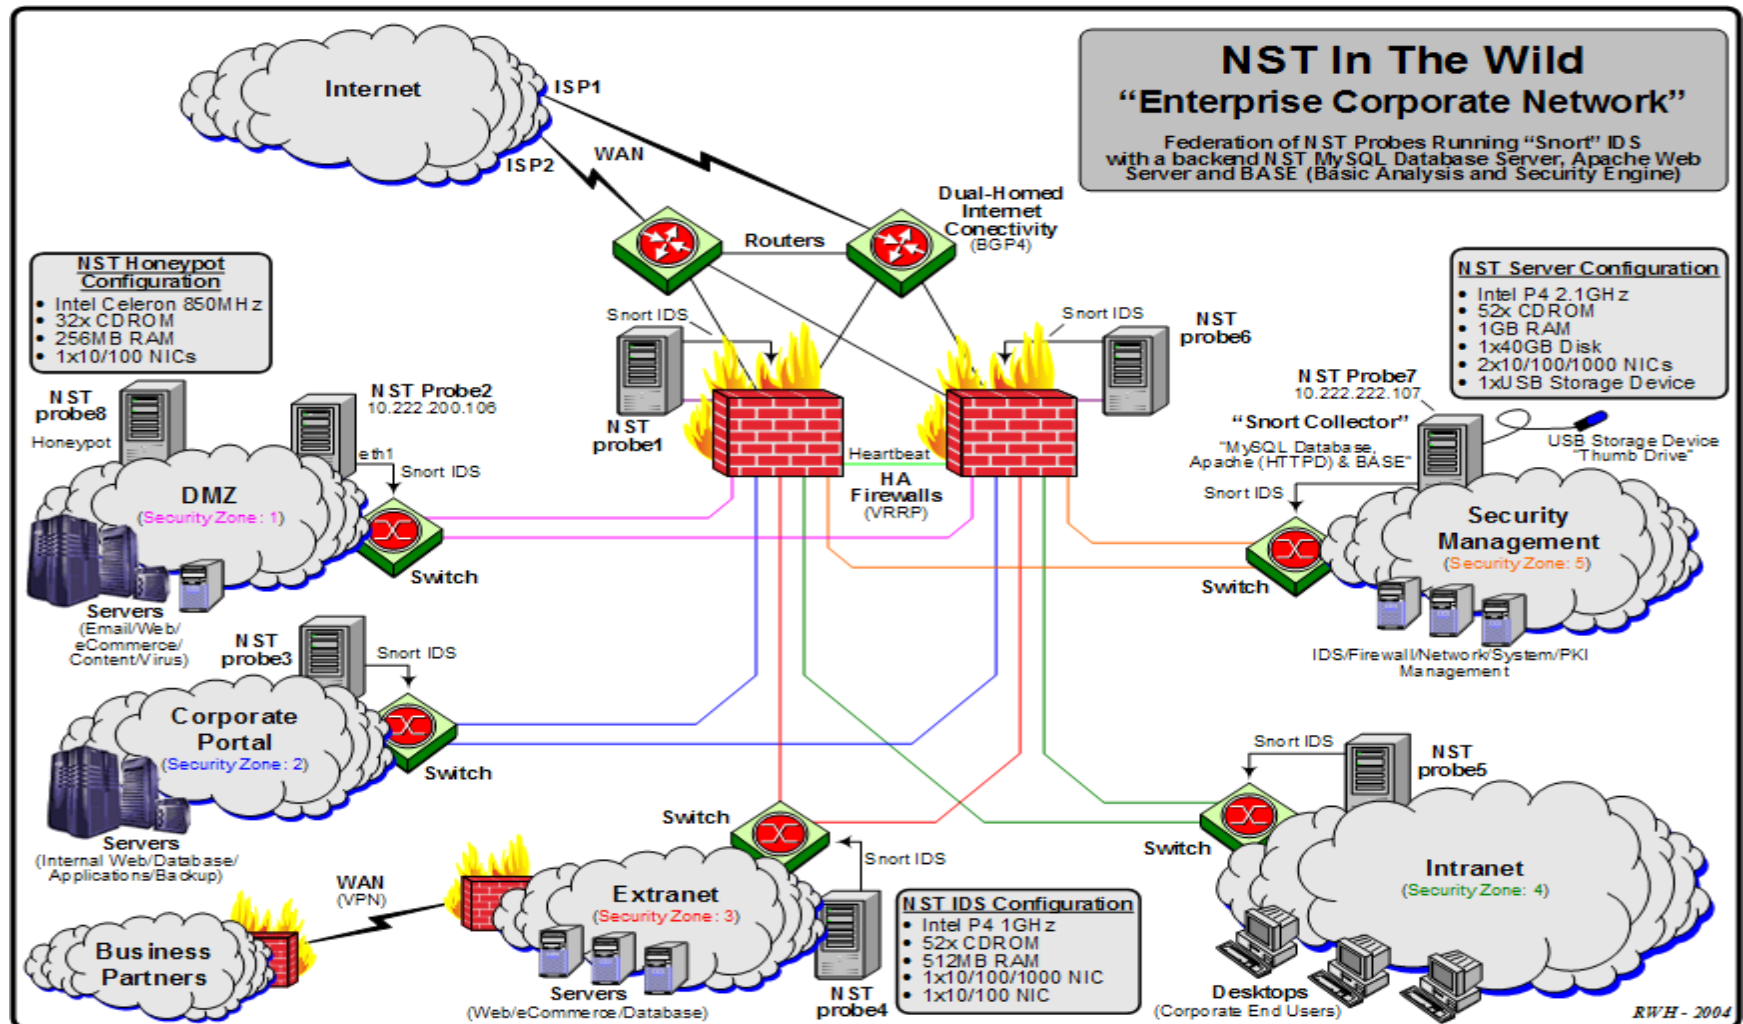 NST In The Wild
“Enterprise Corporate Network”
Federation of NST Probes Running “Snort” IDS
with a backend NST MySQL Database Server, Apache Web
Server and BASE (Basic Analysis and Security Engine)
Internet
ISP1
ISP2
WAN
Routers
Dual-Homed
Internet
Conectivity
(BGP4)
NST Honeypot
Configuration
• Intel Celeron 850MHz
• 32x CDROM
• 256MB RAM
• 1x10/100 NICs
NST Server Configuration
• Intel P4 2.1GHz
• 52x CDROM
• 1GB RAM
• 1x40GB Disk
• 2x10/100/1000 NICs
• 1xUSB Storage Device
Snort IDS
NST
probe1
Snort IDS
NST
probe6
Heartbeat
HA
Firewalls
(VRRP)
NST
probe8
Honeypot
NST Probe2
10.222.200.106
eth1
Snort IDS
DMZ
(Security Zone: 1)
Switch
Servers
(Email/Web/
eCommerce/
Content/Virus)
NST Probe7
10.222.222.107
“Snort Collector”
"MySQL Database,
Apache (HTTPD) & BASE"
USB Storage Device
"Thumb Drive"
Snort IDS
Security
Management
(Security Zone: 5)
Switch
IDS/Firewall/Network/System/PKI
Management
NST
probe3
Snort IDS
Corporate
Portal
(Security Zone: 2)
Switch
Servers
(Internal Web/Database/
Applications/Backup)
Snort IDS
NST
probe5
Switch
Intranet
(Security Zone: 4)
Desktops
(Corporate End Users)
Switch
Snort IDS
Extranet
(Security Zone: 3)
Servers
(Web/eCommerce/Database)
NST
probe4
WAN
(VPN)
Business
Partners
NST IDS Configuration
• Intel P4 1GHz
• 52x CDROM
• 512MB RAM
• 1x10/100/1000 NIC
• 1x10/100 NIC
RWH - 2004